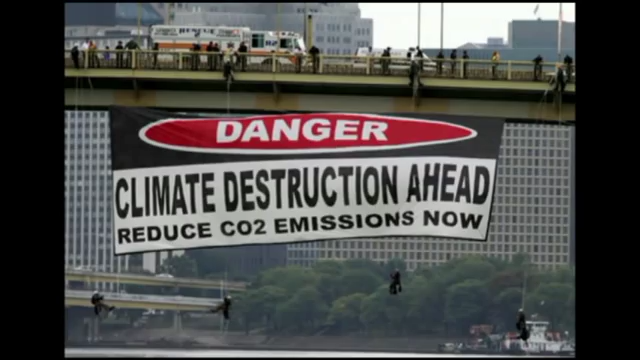 DANGER
CLIMATE DESTRUCTION AHEAD
REDUCE CO2 EMISSIONS NOW